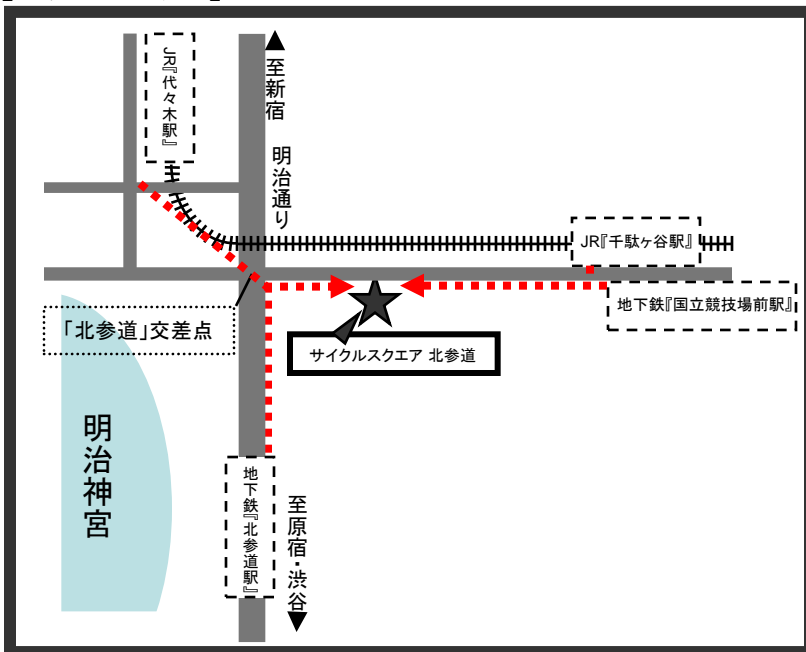 JR『代々木駅』
至新宿
明治通り
JR『千駄ヶ谷駅』
地下鉄『国立競技場前駅』
「北参道」交差点
サイクルスクエア 北参道
明治神宮
地下鉄『北参道駅』
至原宿・渋谷